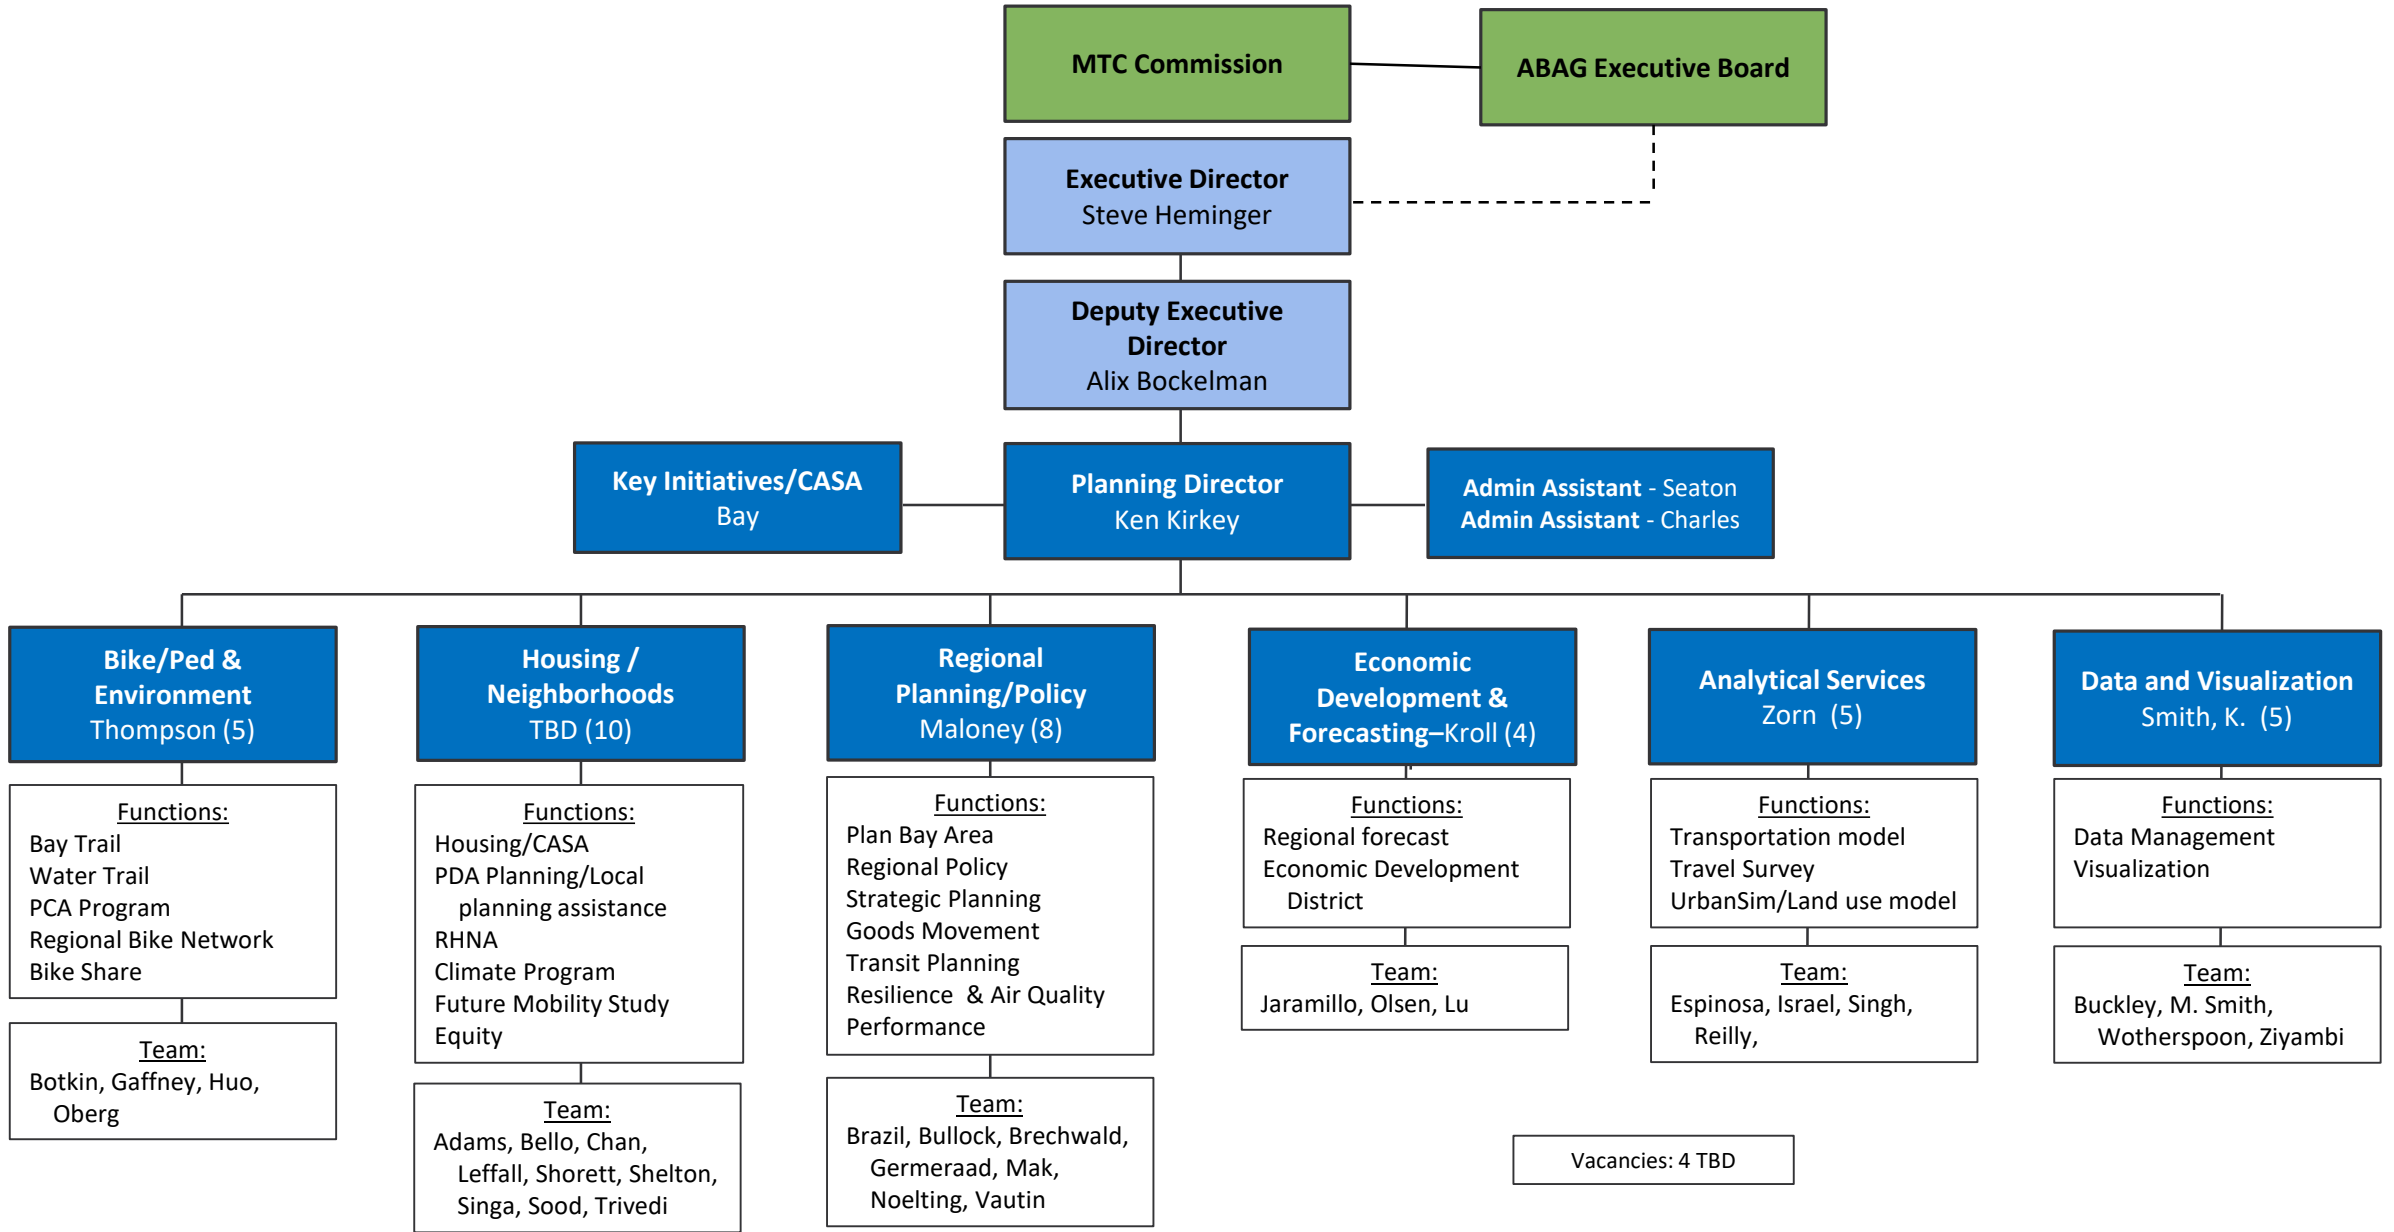 MTC Commission
ABAG Executive Board
Executive Director
Steve Heminger
Deputy Executive
Director
Alix Bockelman
Key Initiatives/CASA
Bay
Planning Director
Ken Kirkey
Admin Assistant - Seaton
Admin Assistant - Charles
Bike/Ped &
Environment
Thompson (5)
Functions:
Bay Trail
Water Trail
PCA Program
Regional Bike Network
Bike Share
Team:
Botkin, Gaffney, Huo,
Oberg
Housing /
Neighborhoods
TBD (10)
Functions:
Housing/CASA
PDA Planning/Local
planning assistance
RHNA
Climate Program
Future Mobility Study
Equity
Team:
Adams, Bello, Chan,
Leffall, Shorett, Shelton,
Singa, Sood, Trivedi
Regional
Planning/Policy
Maloney (8)
Functions:
Plan Bay Area
Regional Policy
Strategic Planning
Goods Movement
Transit Planning
Resilience  & Air Quality
Performance
Team:
Brazil, Bullock, Brechwald,
Germeraad, Mak,
Noelting, Vautin
Economic
Development &
Forecasting–Kroll (4)
Functions:
Regional forecast
Economic Development
District
Team:
Jaramillo, Olsen, Lu
Analytical Services
Zorn  (5)
Functions:
Transportation model
Travel Survey
UrbanSim/Land use model
Team:
Espinosa, Israel, Singh,
Reilly,
Data and Visualization
Smith, K.  (5)
Functions:
Data Management
Visualization
Team:
Buckley, M. Smith,
Wotherspoon, Ziyambi
Vacancies: 4 TBD